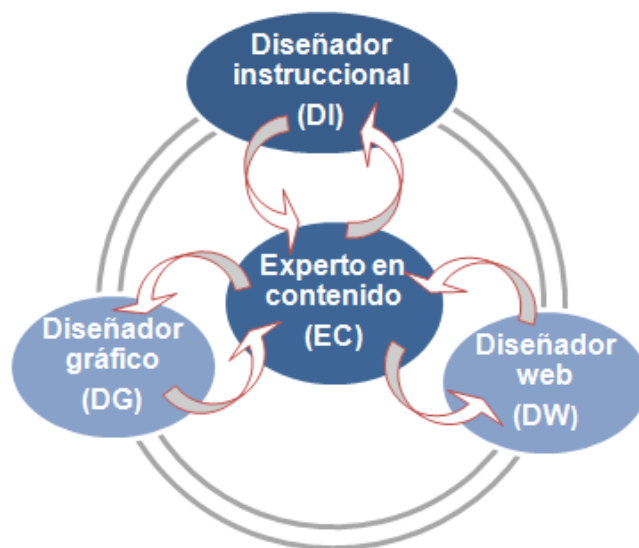 Diseñador
instruccional
(DI)
Experto en
contenido
(EC)
Diseñador
gráfico
(DG)
Diseñador
web
(DW)